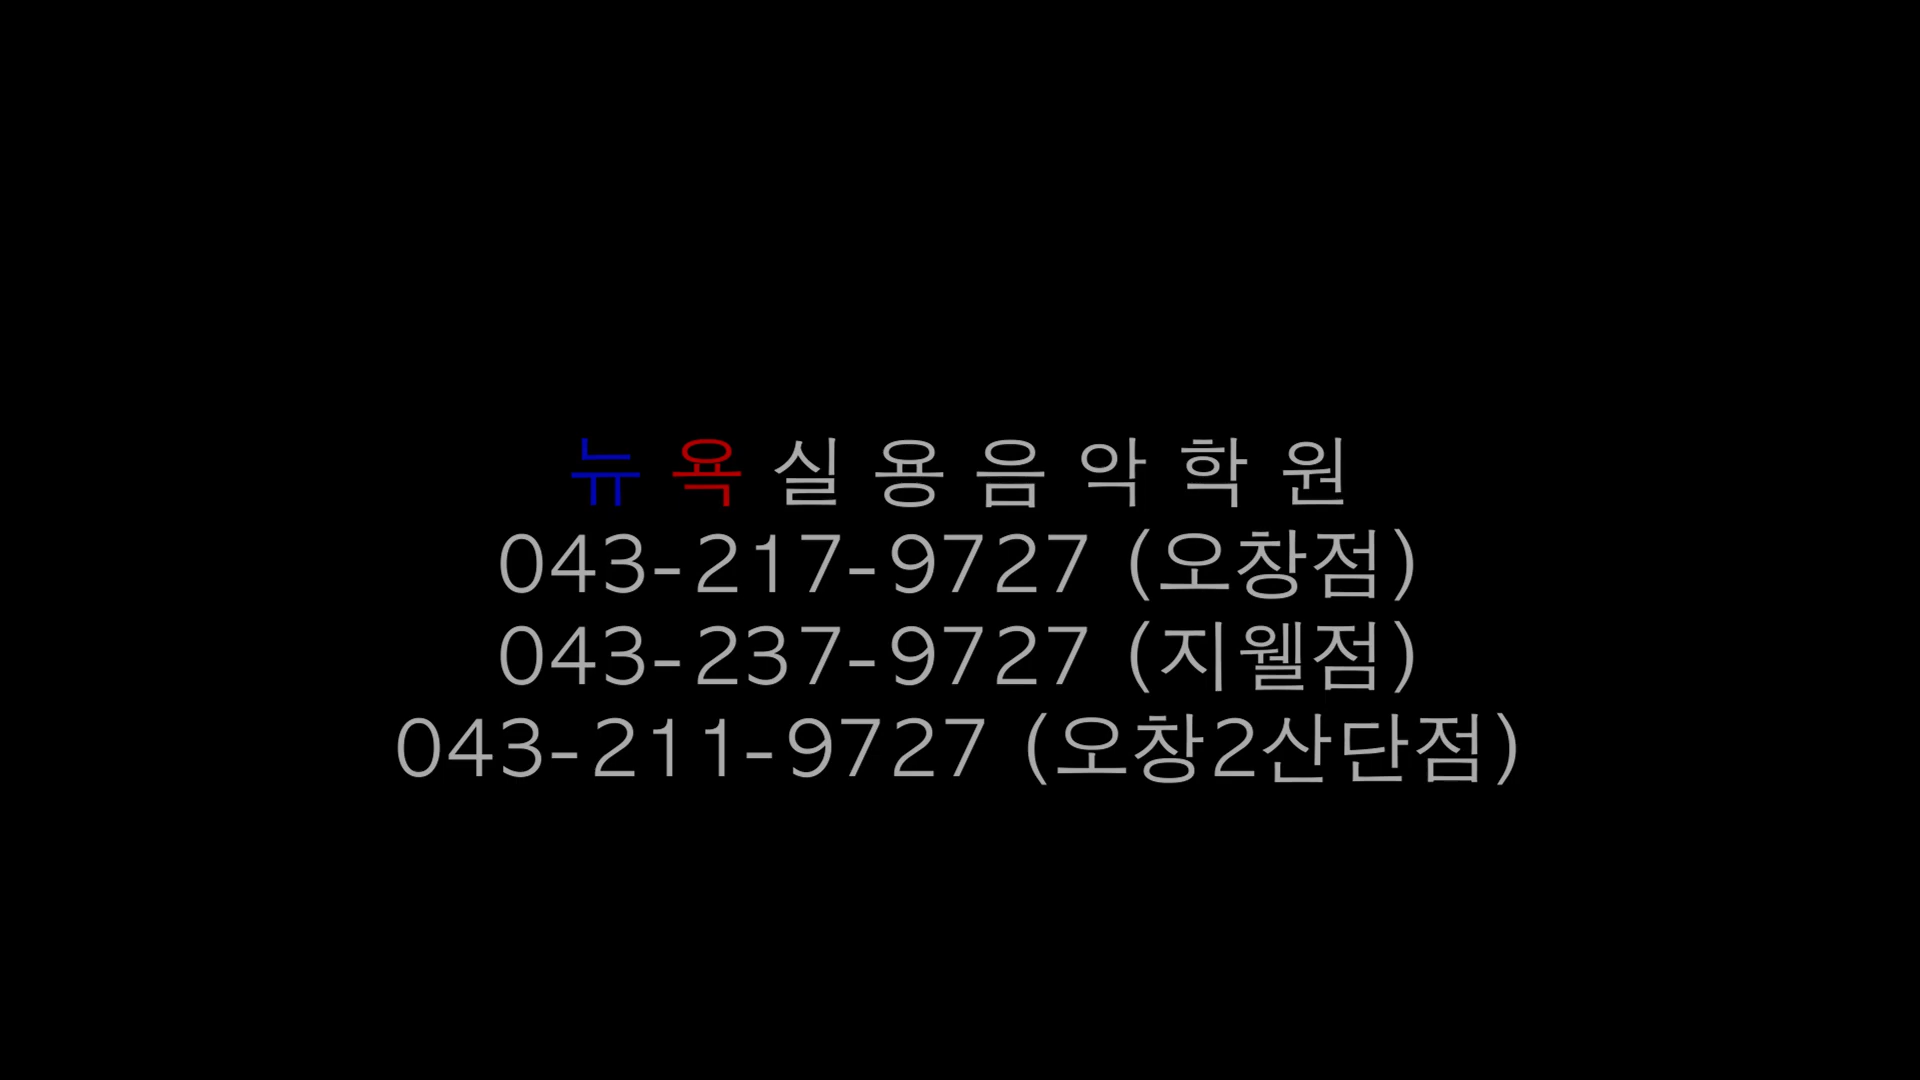 뉴 욕 실 용 음 악 학 원
043-217-9727 (오창점)
043-237-9727 (지웰점)
043-211-9727 (오창2산단점)